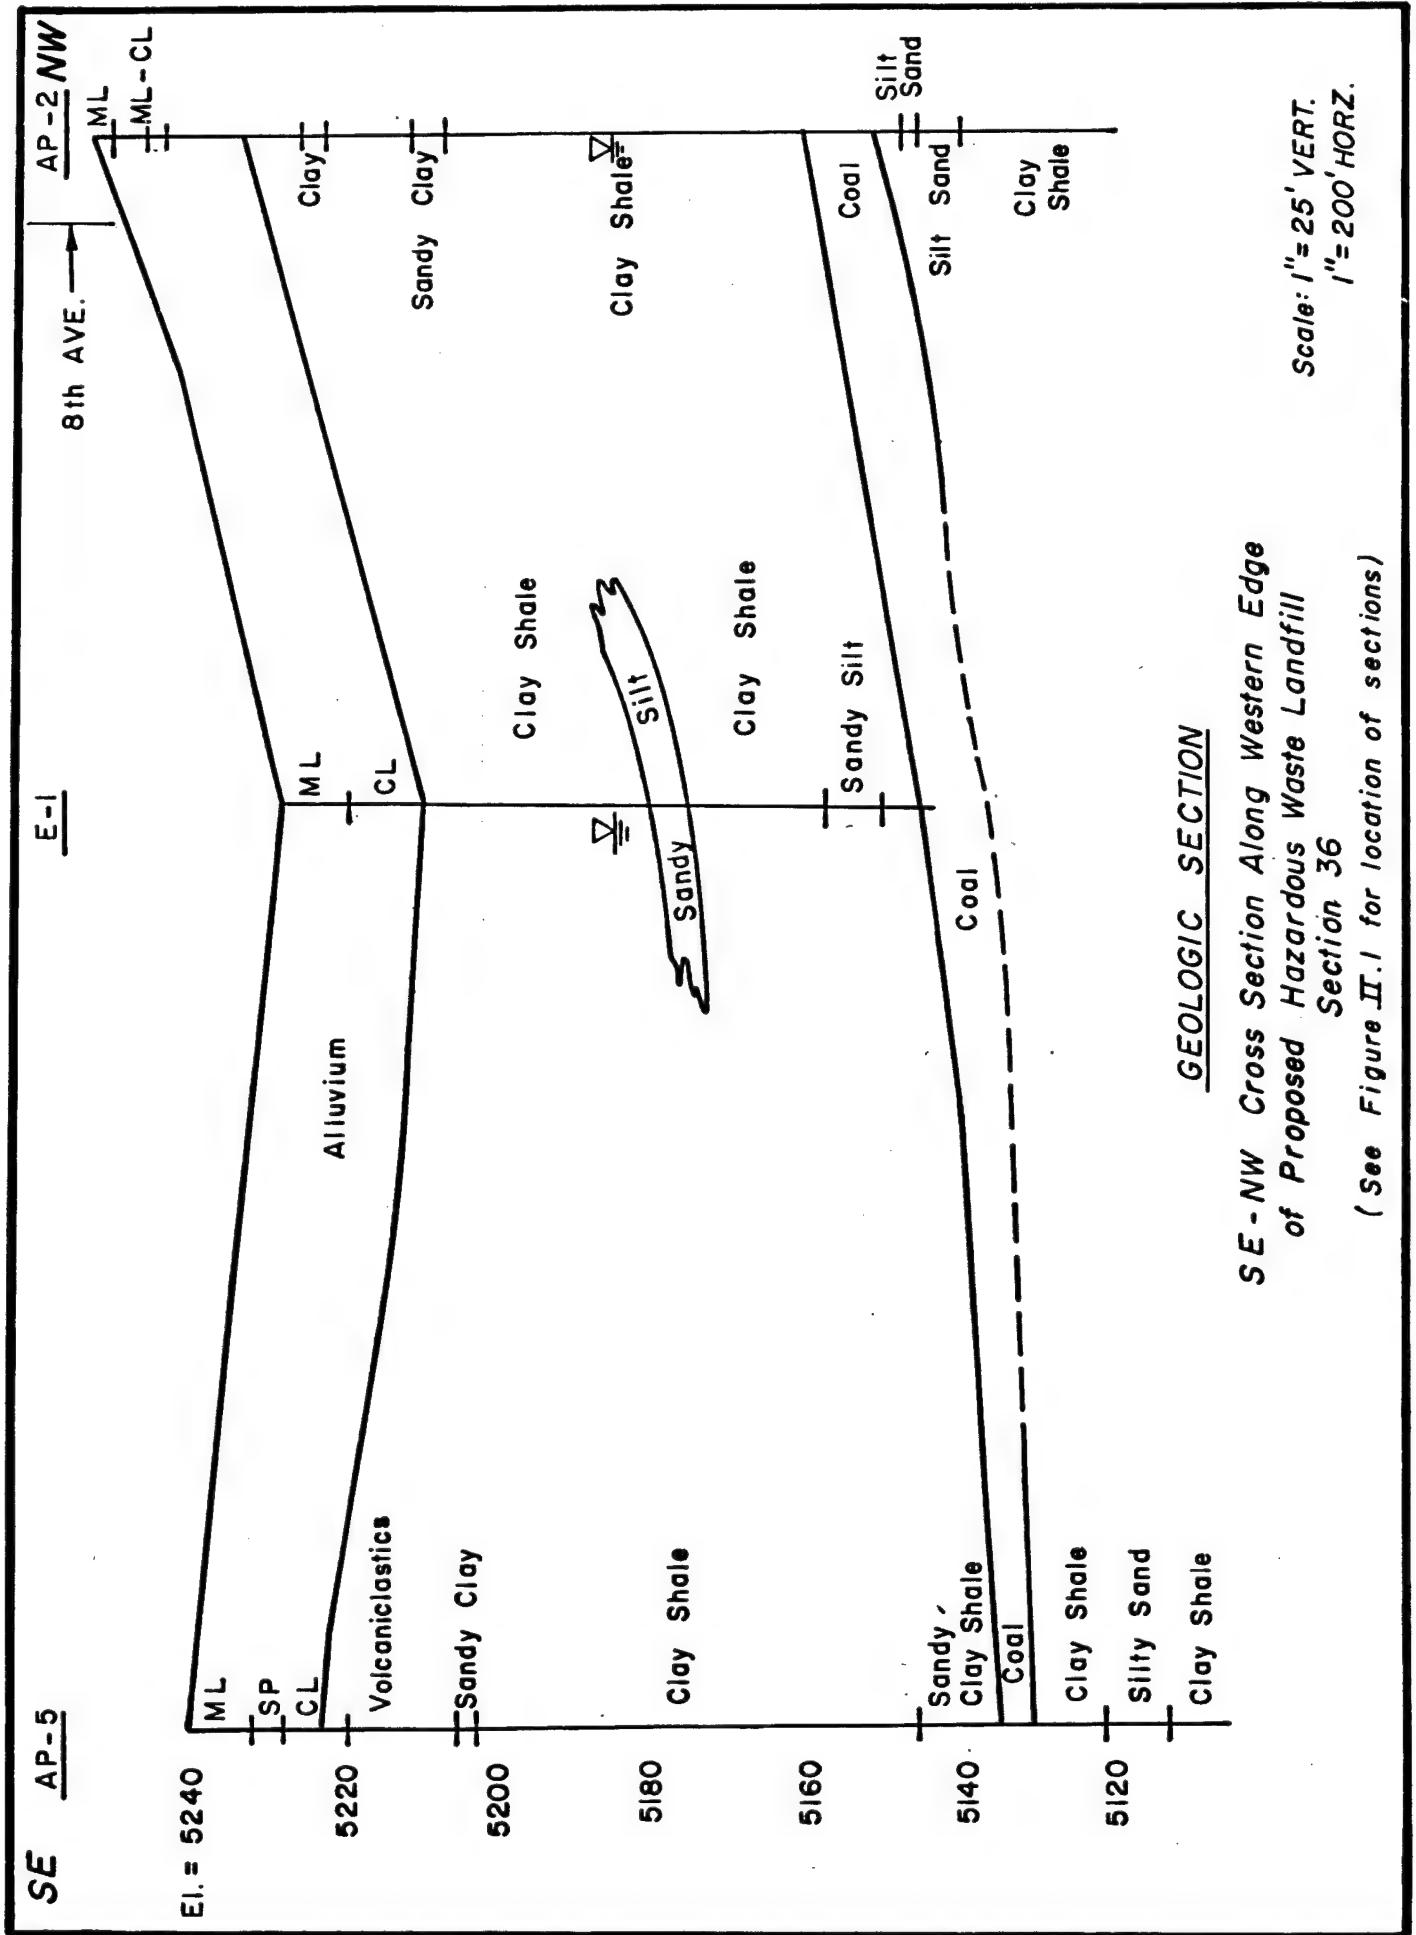 SE
AP-5
E-1
AP-2 NW
8th AVE.
El. = 5240
5220
5200
5180
5160
5140
5120
ML
SP
CL
Volcaniclastics
Sandy Clay
Clay Shale
Sandy
Clay Shale
Coal
Clay Shale
Silty Sand
Clay Shale
Alluvium
ML
CL
Clay Shale
Sandy Silt
Clay Shale
Sandy Silt
Coal
ML
ML-CL
Clay
Sandy Clay
Clay Shale
Coal
Silt
Sand
Silt Sand
Clay
Shale
GEOLOGIC SECTION
SE-NW Cross Section Along Western Edge
of Proposed Hazardous Waste Landfill
Section 36
(See Figure II.1 for location of sections)
Scale: 1"=25' VERT.
1"=200' HORZ.